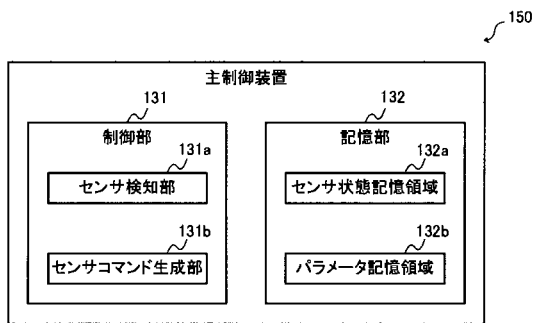 150
主制御装置
131
制御部
131a
センサ検知部
131b
センサコマンド生成部
132
記憶部
132a
センサ状態記憶領域
132b
パラメータ記憶領域